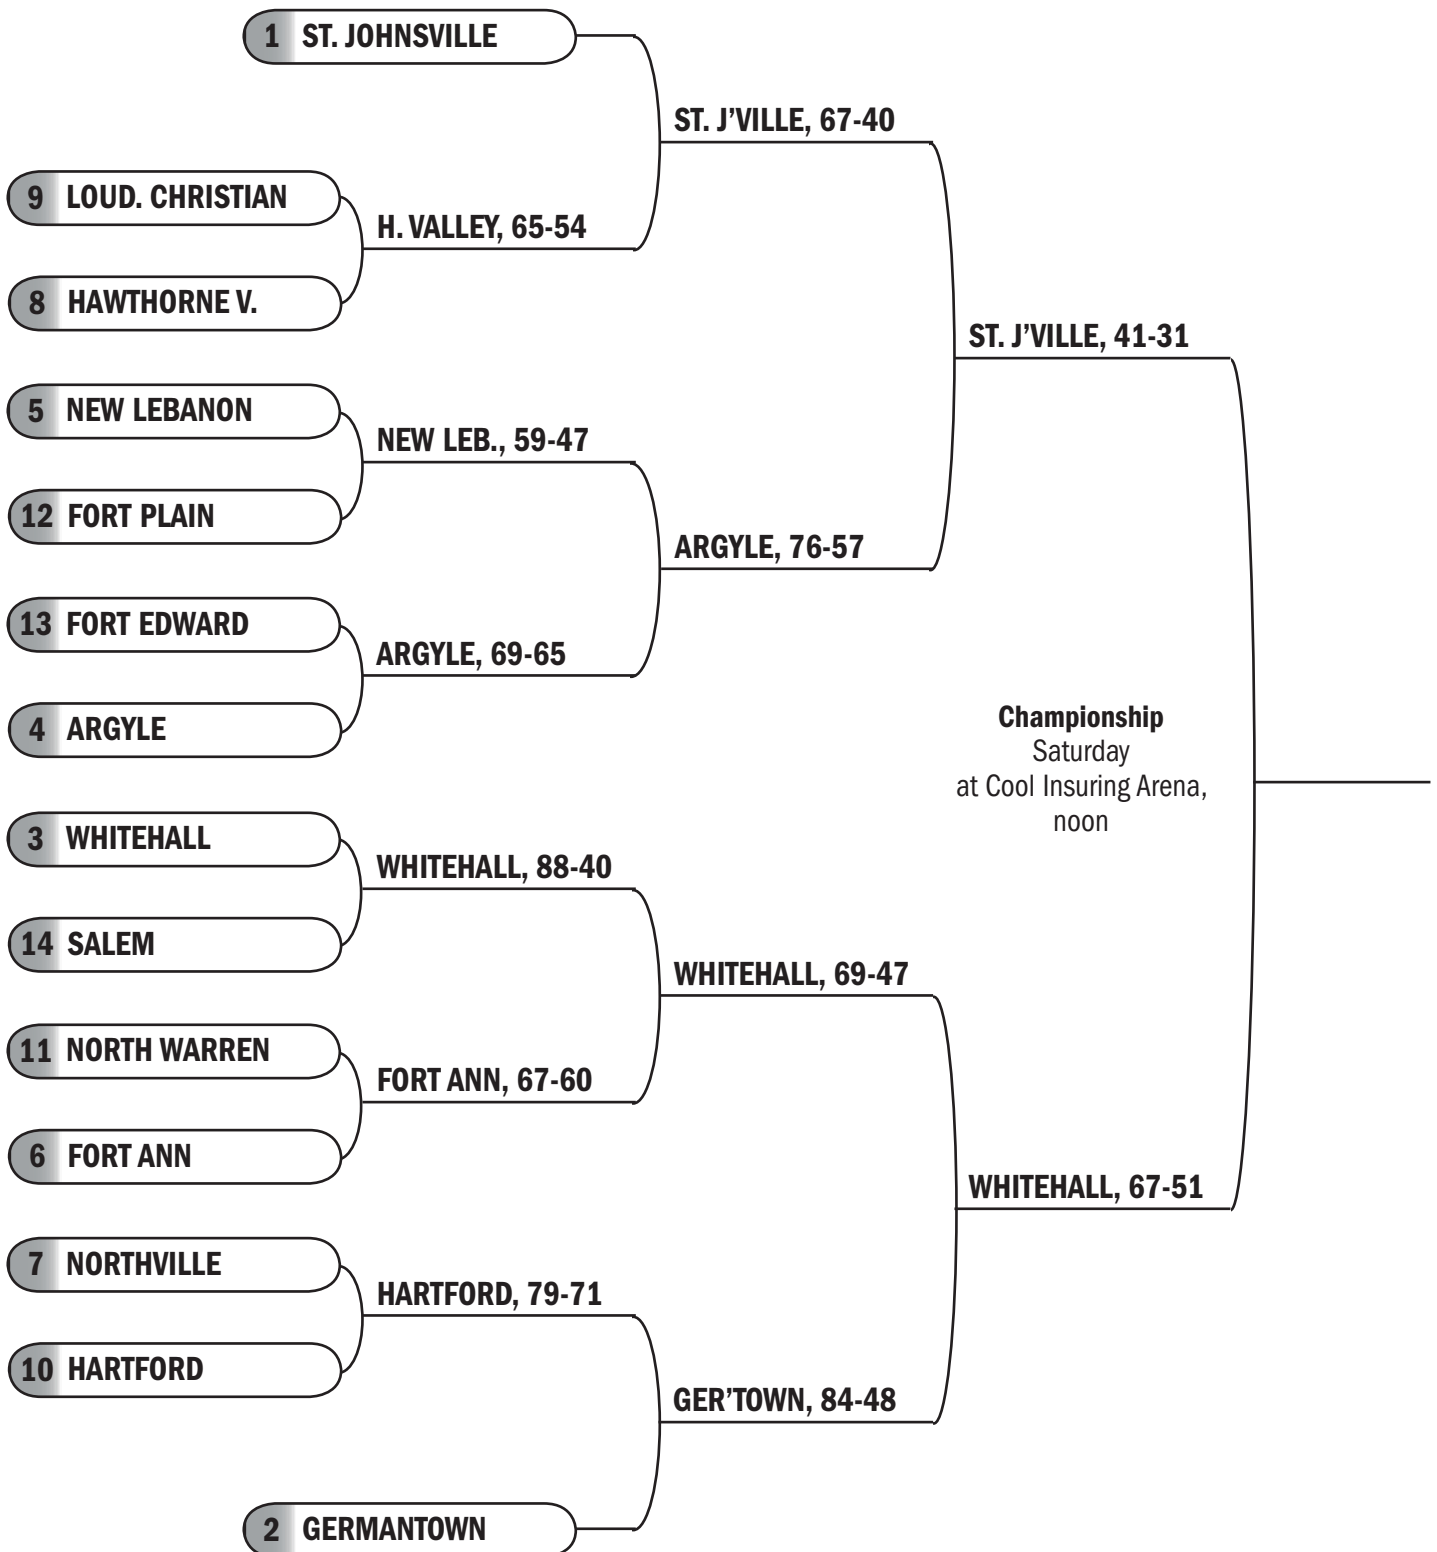 1 ST. JOHNSVILLE
ST. J’VILLE, 67-40
9 LOUD. CHRISTIAN
H. VALLEY, 65-54
8 HAWTHORNE V.
ST. J’VILLE, 41-31
5 NEW LEBANON
NEW LEB., 59-47
12 FORT PLAIN
ARGYLE, 76-57
13 FORT EDWARD
ARGYLE, 69-65
4 ARGYLE
Championship
Saturday
at Cool Insuring Arena,
noon
3 WHITEHALL
WHITEHALL, 88-40
14 SALEM
WHITEHALL, 69-47
11 NORTH WARREN
FORT ANN, 67-60
6 FORT ANN
WHITEHALL, 67-51
7 NORTHVILLE
HARTFORD, 79-71
10 HARTFORD
GER’TOWN, 84-48
2 GERMANTOWN